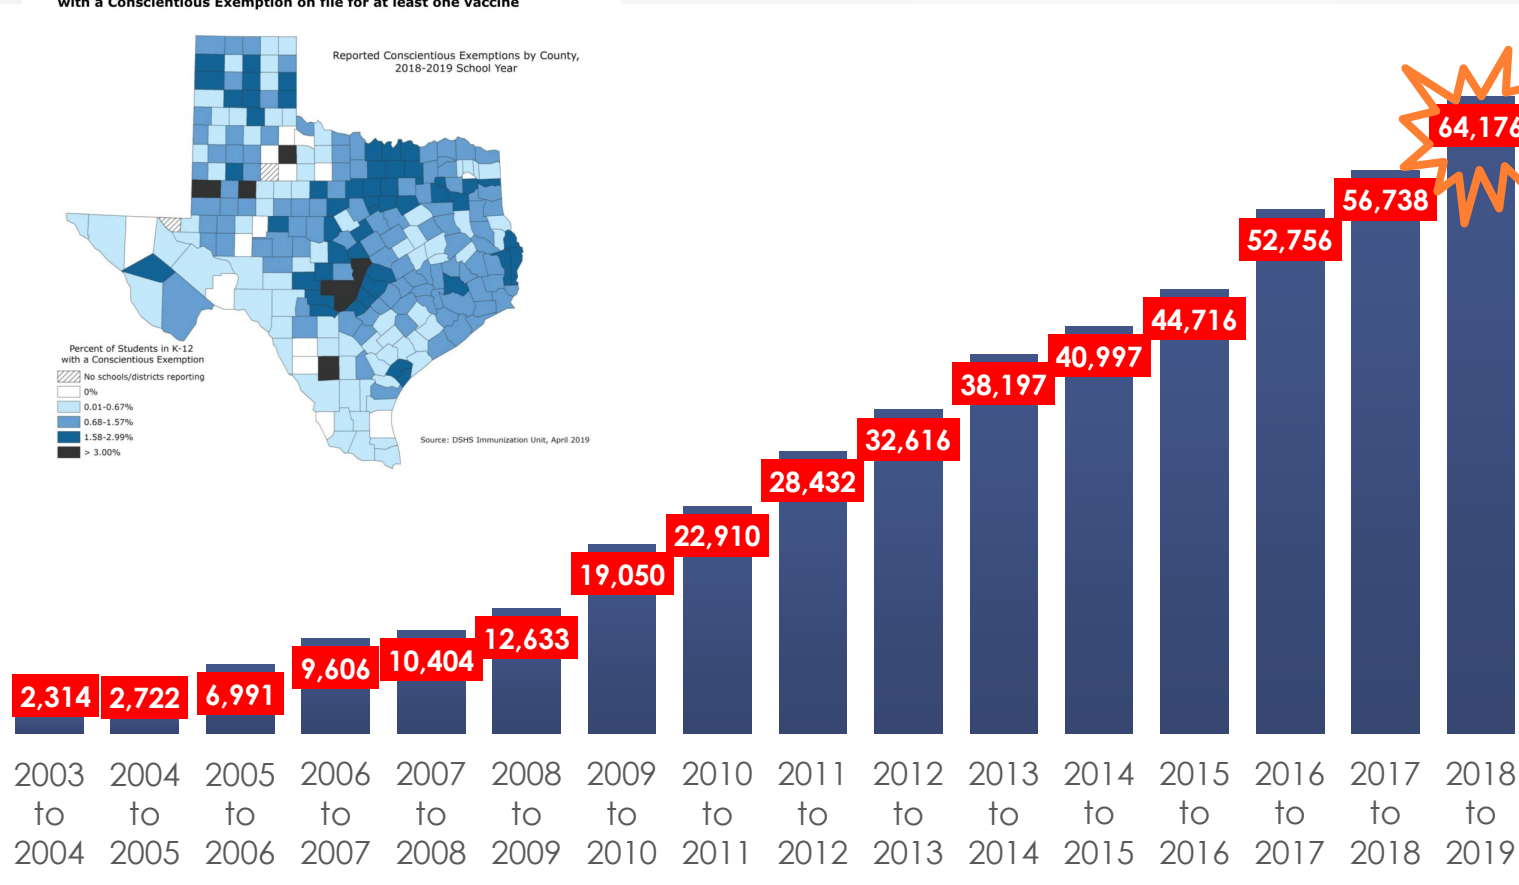 with a Conscientious Exemption on file for at least one vaccine
Reported Conscientious Exemptions by County,
2018-2019 School Year
Percent of Students in K-12
with a Conscientious Exemption
No schools/districts reporting
0%
0.01-0.67%
0.68-1.57%
1.58-2.99%
> 3.00%
Source: DSHS Immunization Unit, April 2019
2,314
2,722
6,991
9,606
10,404
12,633
19,050
22,910
28,432
32,616
38,197
40,997
44,716
52,756
56,738
64,176
2003 to 2004
2004 to 2005
2005 to 2006
2006 to 2007
2007 to 2008
2008 to 2009
2009 to 2010
2010 to 2011
2011 to 2012
2012 to 2013
2013 to 2014
2014 to 2015
2015 to 2016
2016 to 2017
2017 to 2018
2018 to 2019